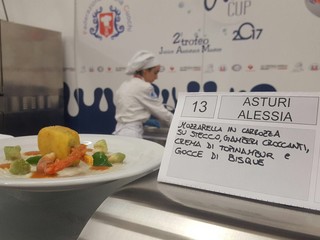 CUP
2° trofeo
2017
13
ASTURI
ALESSIA
MOZZARELLA IN CARROZZA
SU STECCO, GAMBERI CROCCANTI,
CREMA DI TOPINAMBUR E
GOCCE DI BISQUE